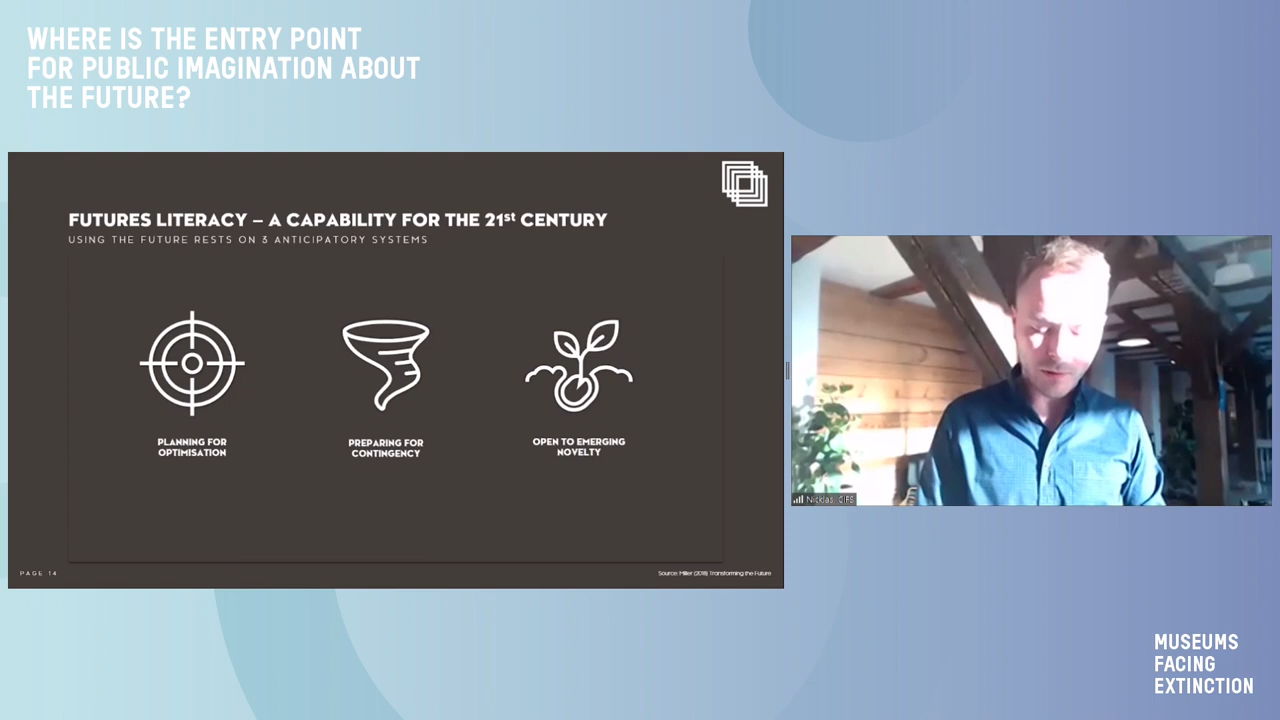 WHERE IS THE ENTRY POINT
FOR PUBLIC IMAGINATION ABOUT
THE FUTURE?
FUTURES LITERACY – A CAPABILITY FOR THE 21st CENTURY
USING THE FUTURE RESTS ON 3 ANTICIPATORY SYSTEMS
PLANNING FOR
OPTIMISATION
PREPARING FOR
CONTINGENCY
OPEN TO EMERGING
NOVELTY
PAGE 14
Source: Miller (2018) Transforming the Future
Nicklas, CIFS
MUSEUMS
FACING
EXTINCTION